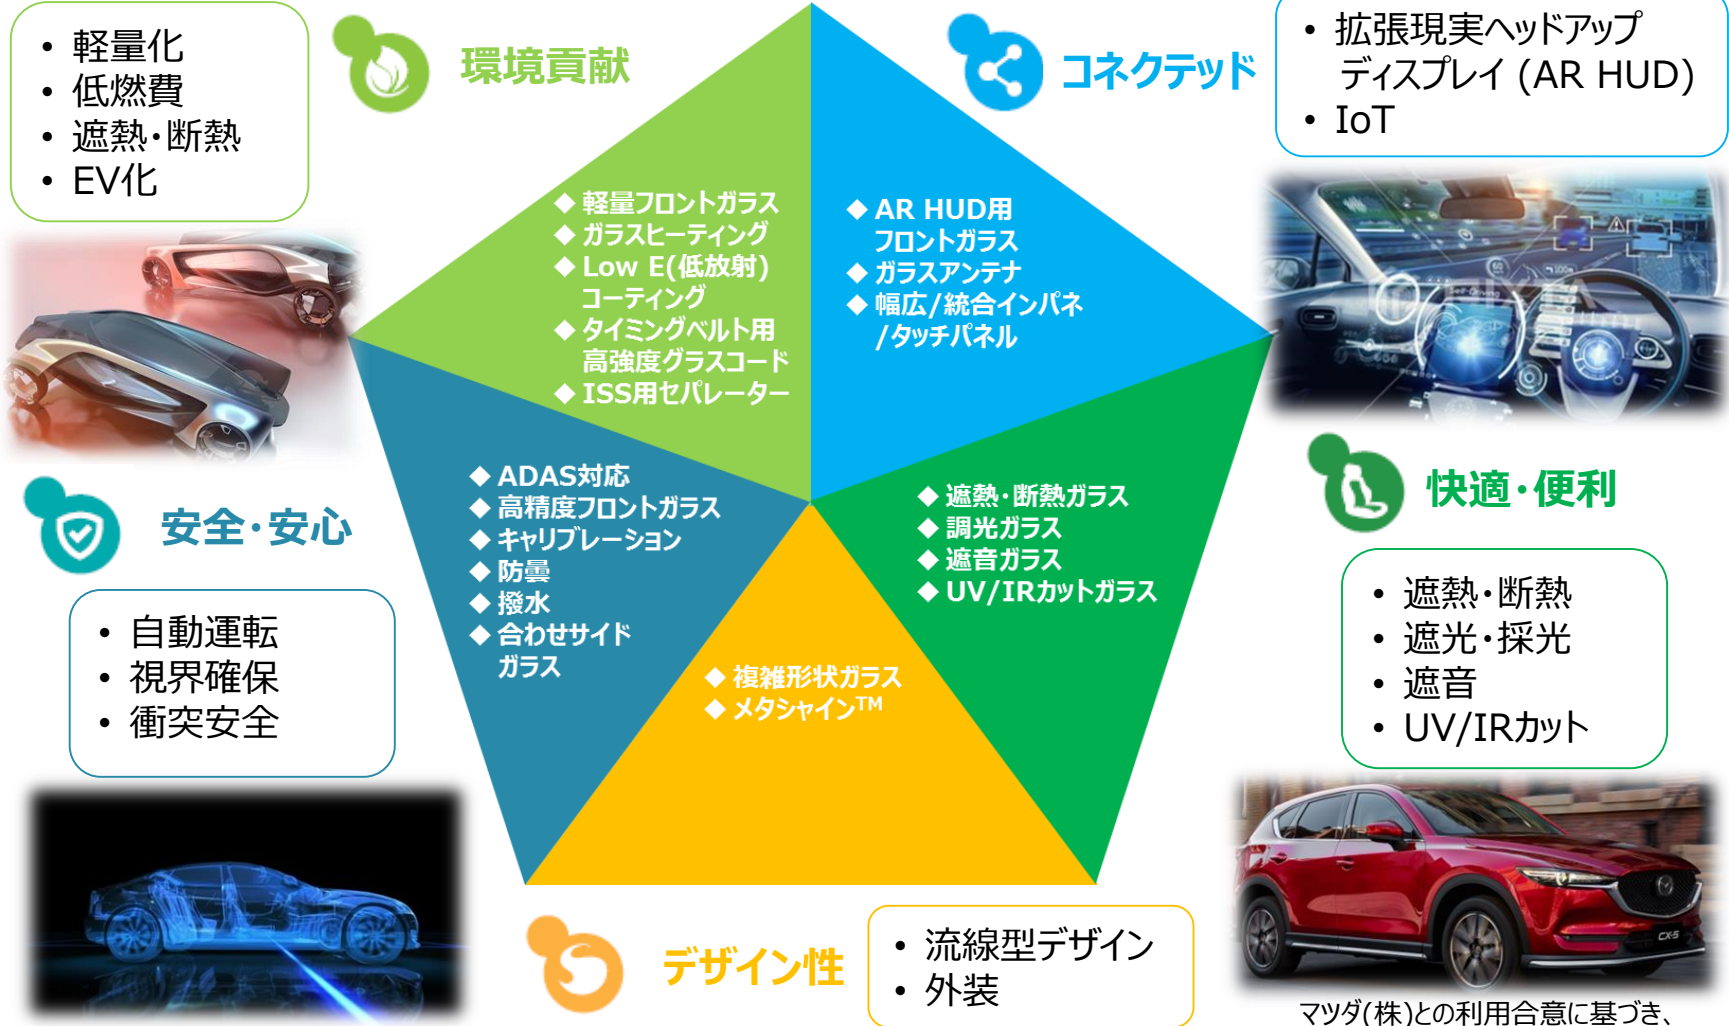 • 軽量化
• 低燃費
• 遮熱・断熱
• EV化
環境貢献
コネクテッド
• 拡張現実ヘッドアップ
ディスプレイ (AR HUD)
• IoT
◆ 軽量フロントガラス
◆ ガラスヒーティング
◆ Low E(低放射)
コーティング
◆ タイミングベルト用
高強度グラスコード
◆ ISS用セパレーター
◆ AR HUD用
フロントガラス
◆ ガラスアンテナ
◆ 幅広/統合インパネ
/タッチパネル
Self-Driving
安全・安心
◆ ADAS対応
◆ 高精度フロントガラス
◆ キャリブレーション
◆ 防曇
◆ 撥水
◆ 合わせサイド
ガラス
◆ 遮熱・断熱ガラス
◆ 調光ガラス
◆ 遮音ガラス
◆ UV/IRカットガラス
快適・便利
• 自動運転
• 視界確保
• 衝突安全
◆ 複雑形状ガラス
◆ メタシャイン™
• 遮熱・断熱
• 遮光・採光
• 遮音
• UV/IRカット
デザイン性
• 流線型デザイン
• 外装
CX-5
マツダ(株)との利用合意に基づき、